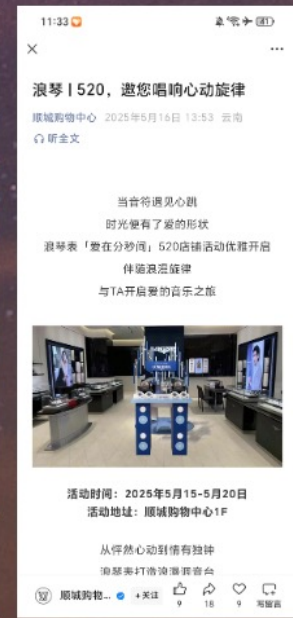 11:33
41
浪琴 | 520，邀您唱响心动旋律
顺城购物中心 2025年5月16日 13:53 云南
听全文
当音符遇见心跳
时光便有了爱的形状
浪琴表「爱在分秒间」520店铺活动优雅开启
伴随浪漫旋律
与TA开启爱的音乐之旅
活动时间：2025年5月15-5月20日
活动地址：顺城购物中心1F
从怦然心动到情有独钟
浪琴表打造浪漫派音台
顺城购物... +关注 9 18 9 写留言